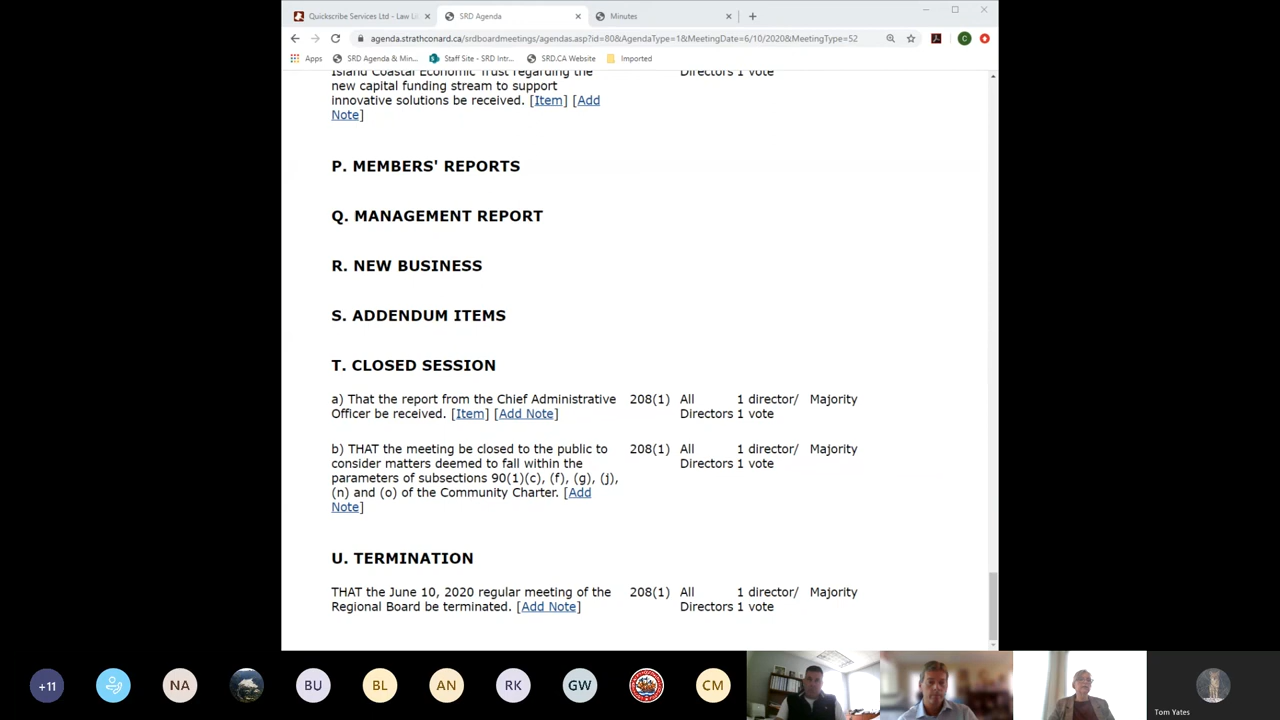 Quickscribe Services Ltd - Law Li
SRD Agenda
Minutes
agenda.strathconard.ca/srdboardmeetings/agendas.asp?id=80&AgendaType=1&MeetingDate=6/10/2020&MeetingType=52
C
Apps
SRD Agenda & Min...
Staff Site - SRD Intr...
SRD.CA Website
Imported
Island Coastal Economic Trust regarding the Directors 1 vote
new capital funding stream to support
innovative solutions be received. [Item] [Add
Note]
P. MEMBERS' REPORTS
Q. MANAGEMENT REPORT
R. NEW BUSINESS
S. ADDENDUM ITEMS
T. CLOSED SESSION
a) That the report from the Chief Administrative 208(1) All 1 director/ Majority
Officer be received. [Item] [Add Note] Directors 1 vote
b) THAT the meeting be closed to the public to 208(1) All 1 director/ Majority
consider matters deemed to fall within the Directors 1 vote
parameters of subsections 90(1)(c), (f), (g), (j),
(n) and (o) of the Community Charter. [Add
Note]
U. TERMINATION
THAT the June 10, 2020 regular meeting of the 208(1) All 1 director/ Majority
Regional Board be terminated. [Add Note] Directors 1 vote
+11
NA
BU
BL
AN
RK
GW
CM
Tom Yates